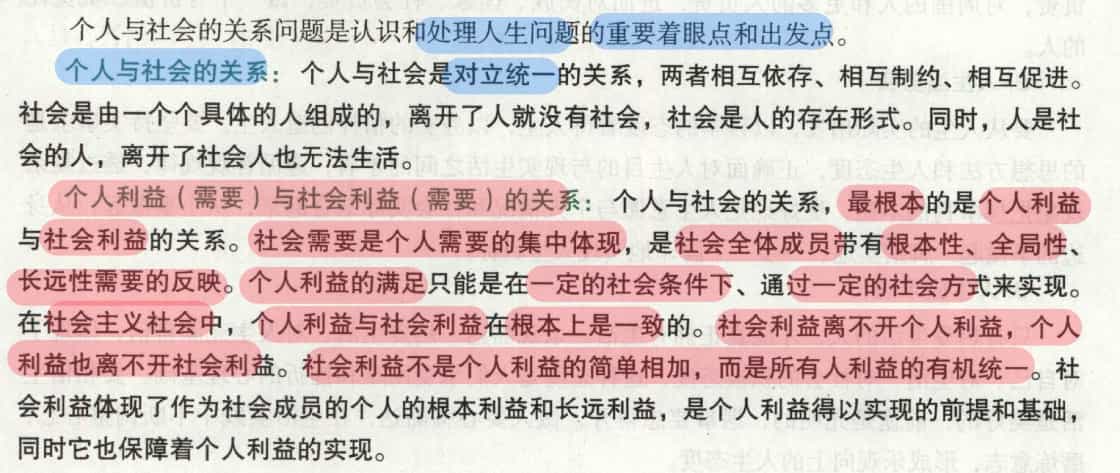 个人与社会的关系问题是认识和处理人生问题的重要着眼点和出发点。
个人与社会的关系：个人与社会是对立统一的关系，两者相互依存、相互制约、相互促进。
社会是由一个个具体的人组成的，离开了人就没有社会，社会是人的存在形式。同时，人是社
会的人，离开了社会人也无法生活。
个人利益（需要）与社会利益（需要）的关系：个人与社会的关系，最根本的是个人利益
与社会利益的关系。社会需要是个人需要的集中体现，是社会全体成员带有根本性、全局性、
长远性需要的反映。个人利益的满足只能是在一定的社会条件下、通过一定的社会方式来实现。
在社会主义社会中，个人利益与社会利益在根本上是一致的。社会利益离不开个人利益，个人
利益也离不开社会利益。社会利益不是个人利益的简单相加，而是所有人利益的有机统一。社
会利益体现了作为社会成员的个人的根本利益和长远利益，是个人利益得以实现的前提和基础，
同时它也保障着个人利益的实现。